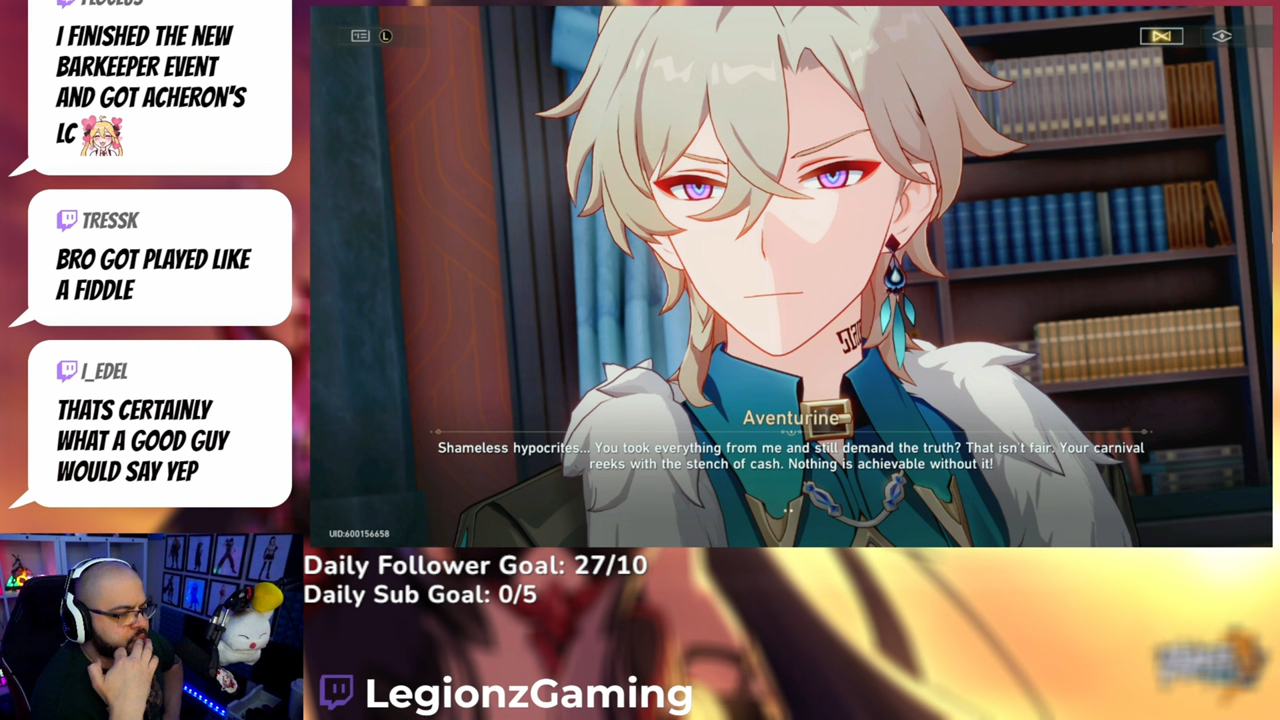 I FINISHED THE NEW
BARKEEPER EVENT
AND GOT ACHERON'S
LC
TRESSK
BRO GOT PLAYED LIKE
A FIDDLE
I_EDEL
THATS CERTAINLY
WHAT A GOOD GUY
WOULD SAY YEP
L
Aventurine
Shameless hypocrites... You took everything from me and still demand the truth? That isn't fair. Your carnival
reeks with the stench of cash. Nothing is achievable without it!
UID:600156658
Daily Follower Goal: 27/10
Daily Sub Goal: 0/5
LegionzGaming